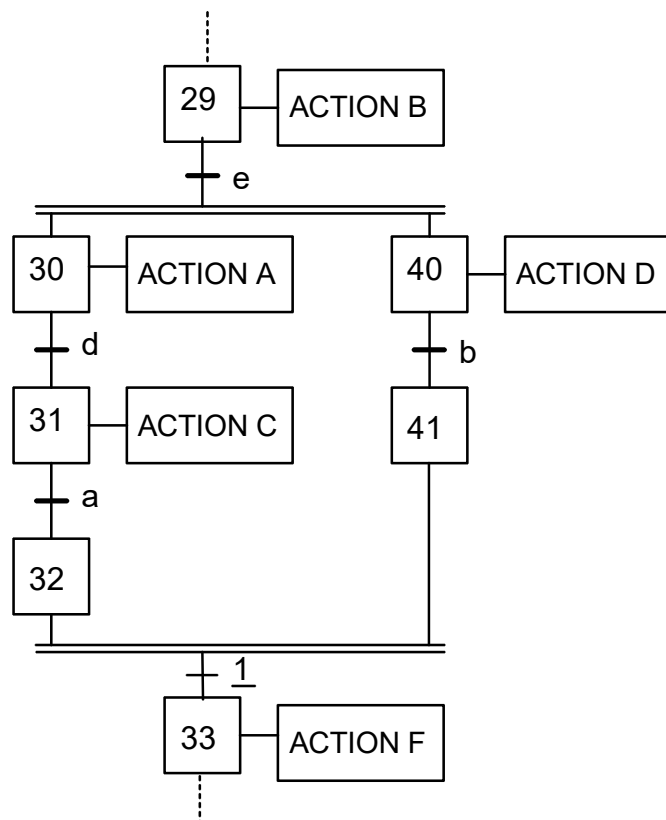 29
ACTION B
e
30
ACTION A
40
ACTION D
d
b
31
ACTION C
41
a
32
1
33
ACTION F